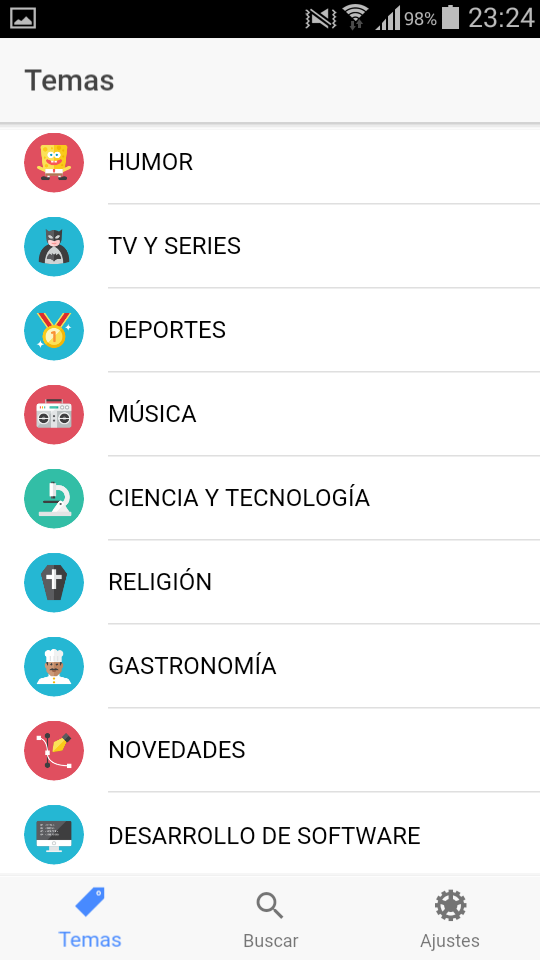 98% 23:24
Temas
HUMOR
TV Y SERIES
DEPORTES
MÚSICA
CIENCIA Y TECNOLOGÍA
RELIGIÓN
GASTRONOMÍA
NOVEDADES
DESARROLLO DE SOFTWARE
Temas Buscar Ajustes